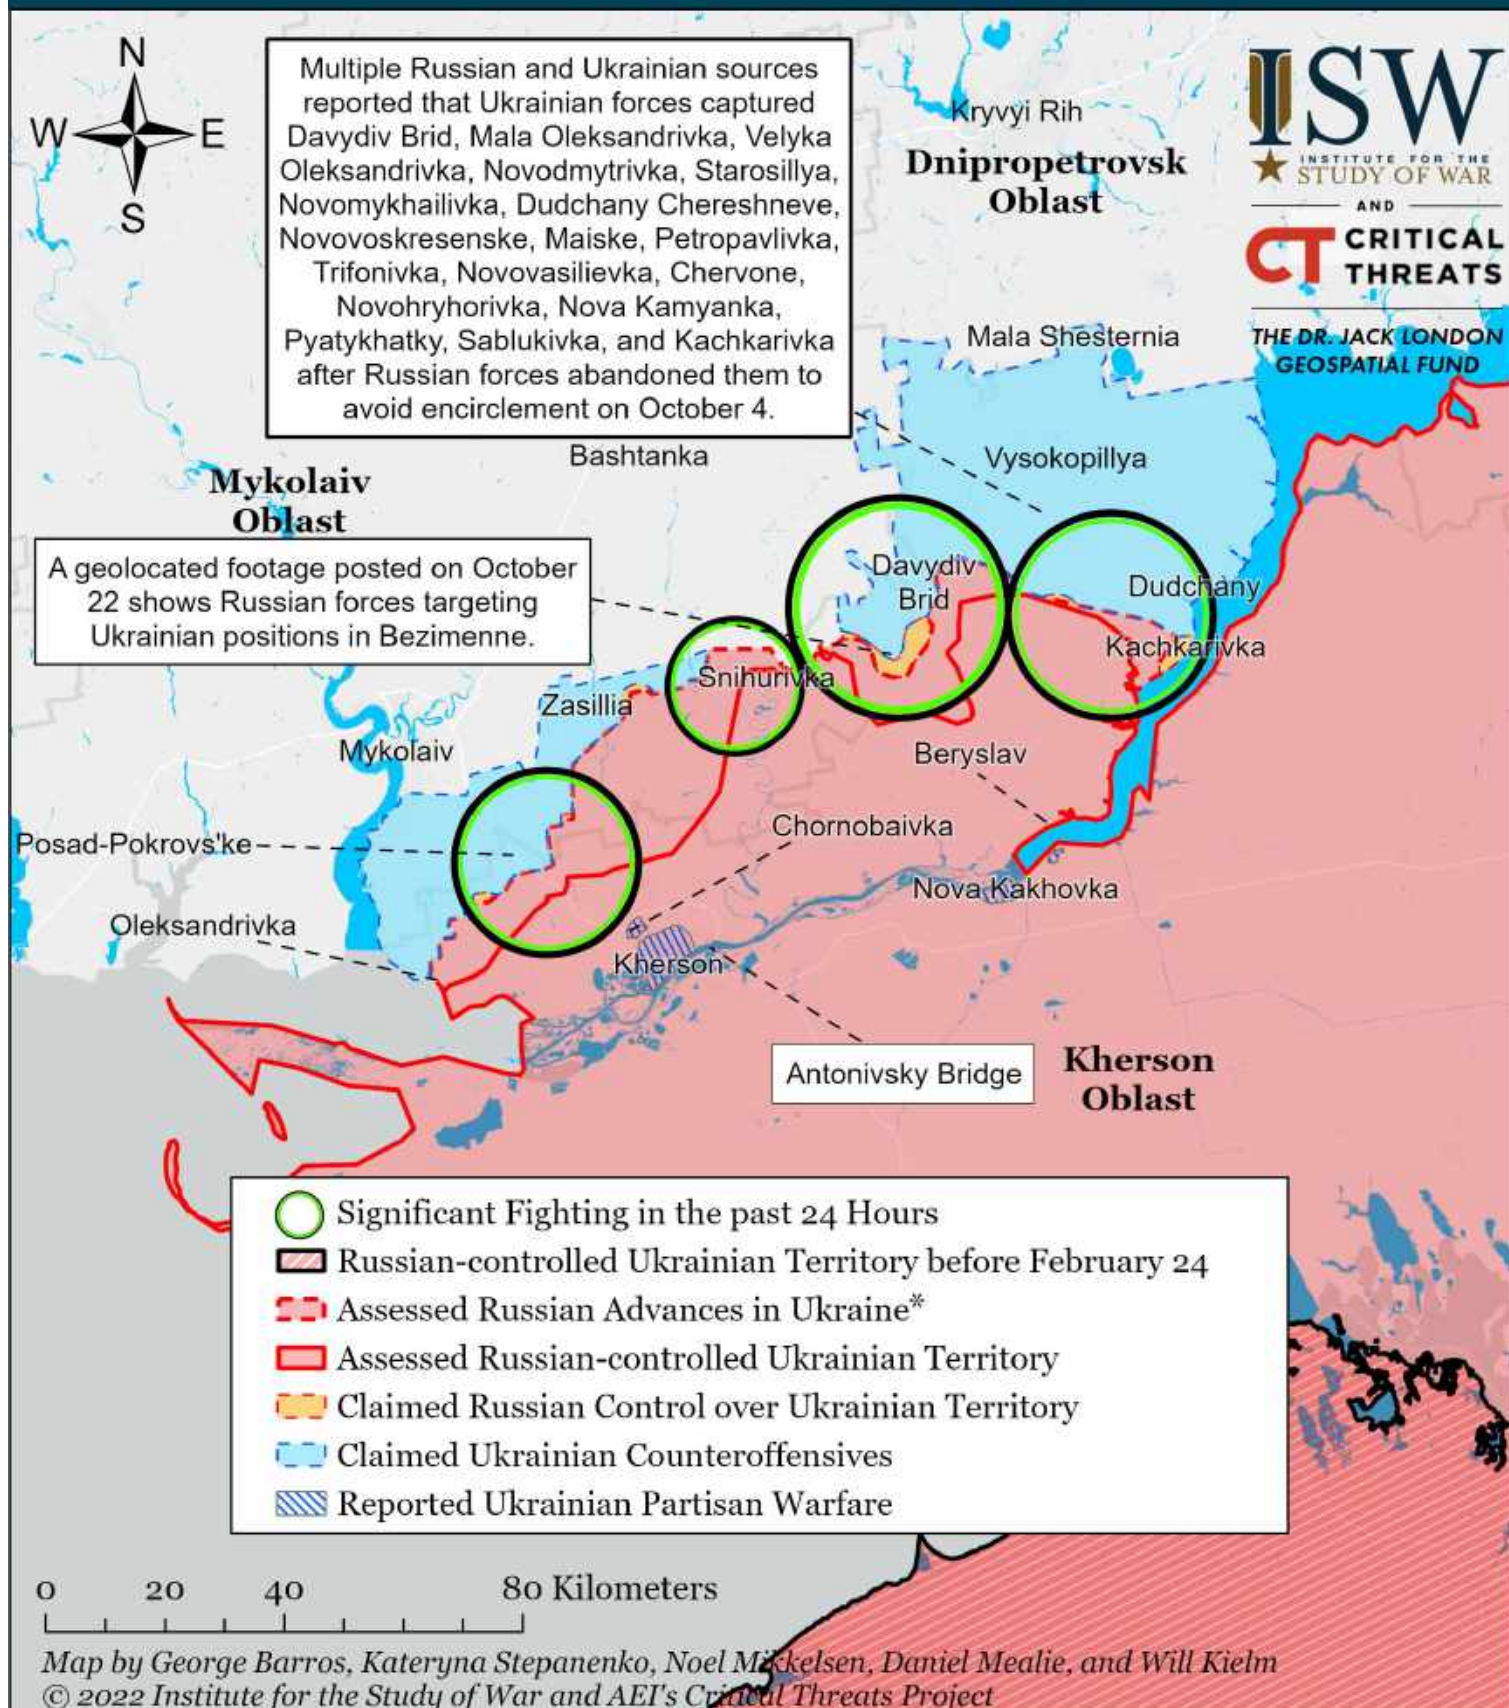 N
W
E
S
Multiple Russian and Ukrainian sources
reported that Ukrainian forces captured
Davydiv Brid, Mala Oleksandrivka, Velyka
Oleksandrivka, Novodmytrivka, Starosillya,
Novomykhailivka, Dudchany Chereshneve,
Novovoskresenske, Maiske, Petropavlivka,
Trifonivka, Novovasilievka, Chervone,
Novohryhorivka, Nova Kamyanka,
Pyatykhatky, Sablukivka, and Kachkarivka
after Russian forces abandoned them to
avoid encirclement on October 4.
Kryvyi Rih
Dnipropetrovsk
Oblast
ISW
INSTITUTE FOR THE
STUDY OF WAR
AND
CT CRITICAL
THREATS
THE DR. JACK LONDON
GEOSPATIAL FUND
Mala Shesternia
Bashtanka
Vysokopillya
Mykolaiv
Oblast
A geolocated footage posted on October
22 shows Russian forces targeting
Ukrainian positions in Bezimenne.
Davydiv
Brid
Dudchany
Kachkarivka
Snihurivka
Zasillia
Mykolaiv
Beryslav
Chornobaivka
Posad-Pokrovs'ke
Nova Kakhovka
Oleksandrivka
Kherson
Antonivsky Bridge
Kherson
Oblast
Significant Fighting in the past 24 Hours
Russian-controlled Ukrainian Territory before February 24
Assessed Russian Advances in Ukraine*
Assessed Russian-controlled Ukrainian Territory
Claimed Russian Control over Ukrainian Territory
Claimed Ukrainian Counteroffensives
Reported Ukrainian Partisan Warfare
0 20 40 80 Kilometers
Map by George Barros, Kateryna Stepanenko, Noel Mikkelsen, Daniel Mealie, and Will Kielm
© 2022 Institute for the Study of War and AEI's Critical Threats Project